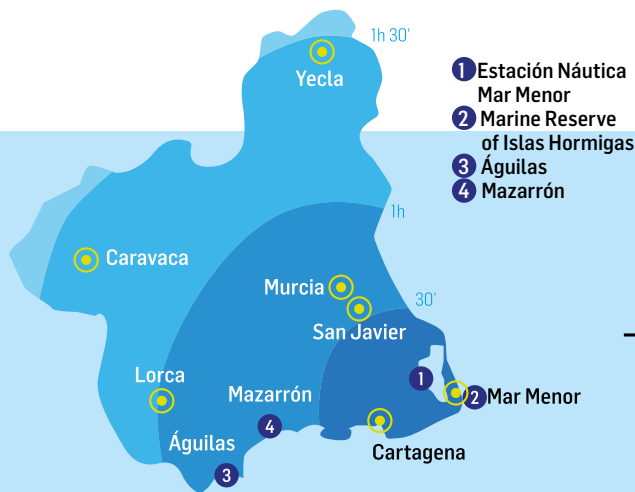 1h 30'
Yecla
1 Estación Náutica
Mar Menor
2 Marine Reserve
of Islas Hormigas
3 Águilas
4 Mazarrón
1h
Caravaca
Murcia
30'
San Javier
Lorca
Mazarrón
1
2 Mar Menor
4
Águilas
Cartagena
3